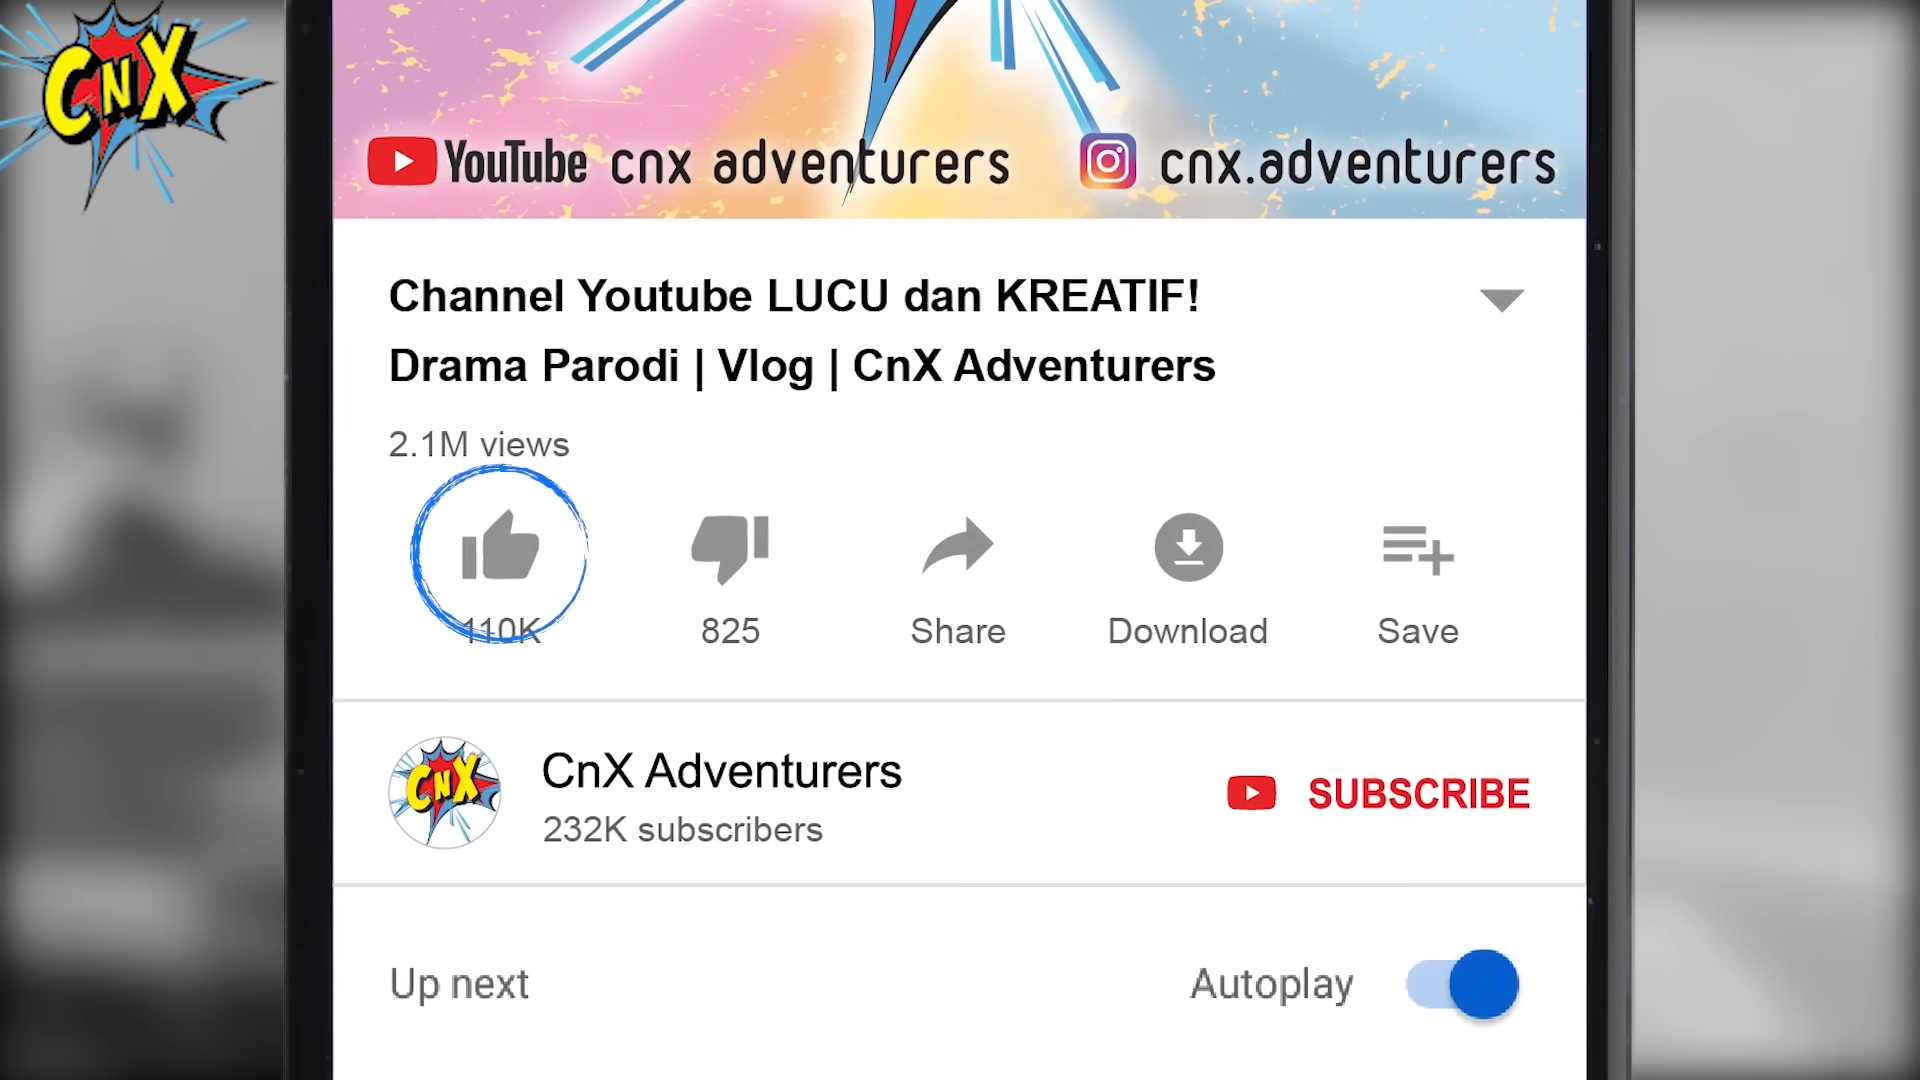 CnX
YouTube cnx adventurers
cnx.adventurers
Channel Youtube LUCU dan KREATIF!
Drama Parodi | Vlog | CnX Adventurers
2.1M views
110K
825
Share
Download
Save
CnX
CnX Adventurers
232K subscribers
SUBSCRIBE
Up next
Autoplay